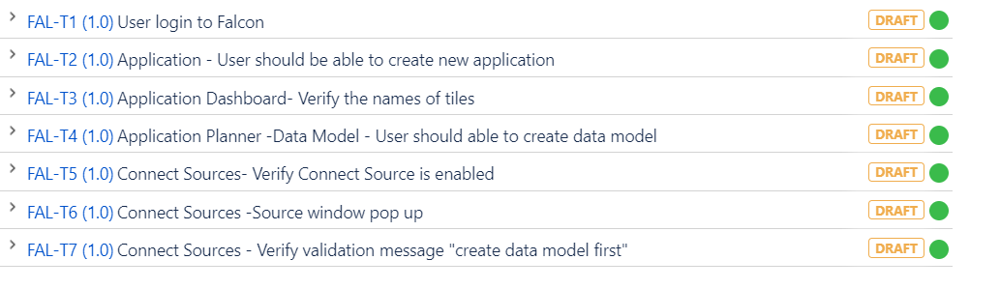 FAL-T1 (1.0) User login to Falcon DRAFT
FAL-T2 (1.0) Application - User should be able to create new application DRAFT
FAL-T3 (1.0) Application Dashboard- Verify the names of tiles DRAFT
FAL-T4 (1.0) Application Planner -Data Model - User should able to create data model DRAFT
FAL-T5 (1.0) Connect Sources- Verify Connect Source is enabled DRAFT
FAL-T6 (1.0) Connect Sources -Source window pop up DRAFT
FAL-T7 (1.0) Connect Sources - Verify validation message "create data model first" DRAFT